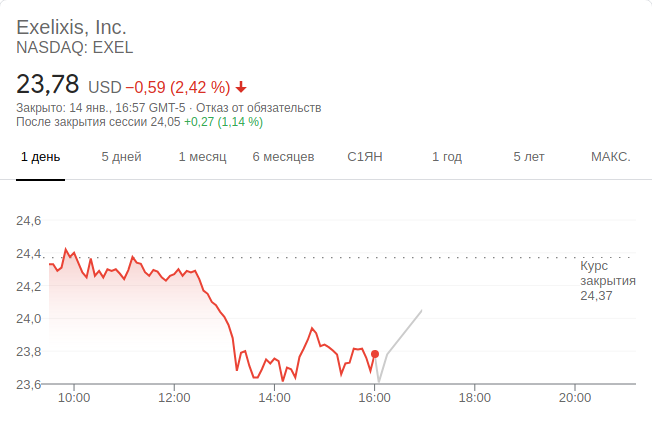 Exelixis, Inc.
NASDAQ: EXEL
23,78 USD −0,59 (2,42 %)
Закрыто: 14 янв., 16:57 GMT-5 · Отказ от обязательств
После закрытия сессии 24,05 +0,27 (1,14 %)
1 день 5 дней 1 месяц 6 месяцев С1ЯН 1 год 5 лет МАКС.
24,6
24,4
Курс
закрытия
24,37
24,2
24,0
23,8
23,6
10:00 12:00 14:00 16:00 18:00 20:00